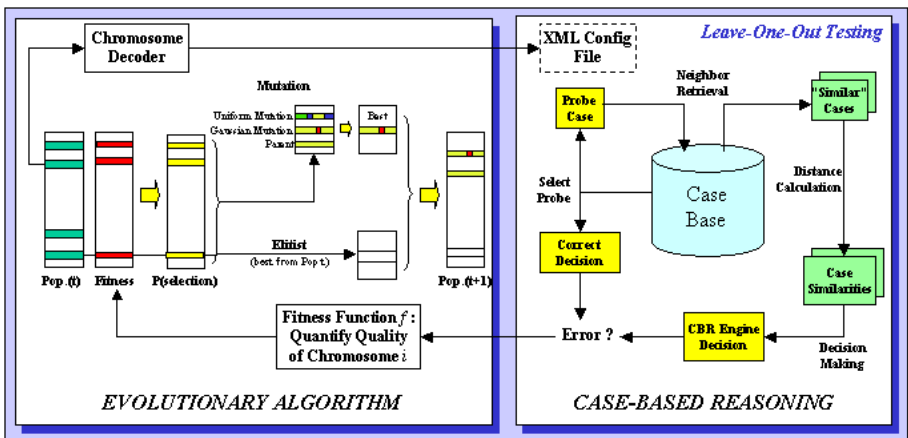 Chromosome
Decoder
XML Config
File
Leave-One-Out Testing
Mutation
Uniform Mutation
Gaussian Mutation
Parent
Best
Neighbor
Retrieval
Probe
Case
"Similar"
Cases
Select
Probe
Case
Base
Distance
Calculation
Elitist
(best from Pop t.)
Correct
Decision
Case
Similarities
Pop.(t)
Fitness
P(selection)
Pop.(t+1)
Fitness Function f :
Quantify Quality
of Chromosome i
Error ?
CBR Engine
Decision
Decision
Making
EVOLUTIONARY ALGORITHM
CASE-BASED REASONING